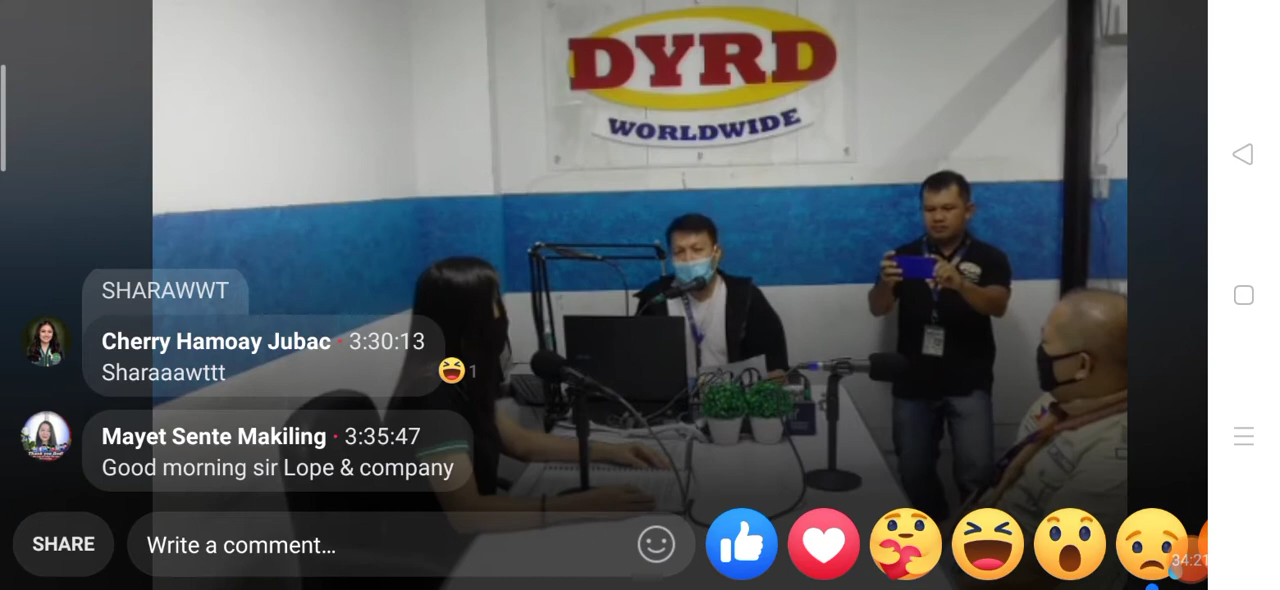 DYRD
WORLDWIDE
SHARAWWT
Cherry Hamoay Jubac · 3:30:13
Sharaaawttt
1
Mayet Sente Makiling · 3:35:47
Good morning sir Lope & company
SHARE
Write a comment...
34:21